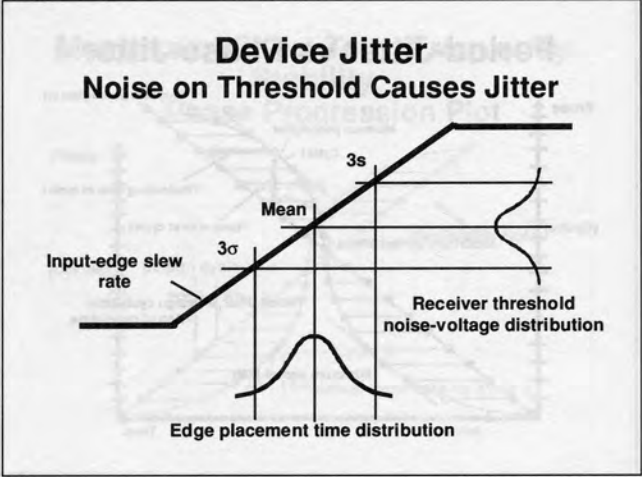 Device Jitter
Noise on Threshold Causes Jitter
3s
Mean
3σ
Input-edge slew
rate
Receiver threshold
noise-voltage distribution
Edge placement time distribution